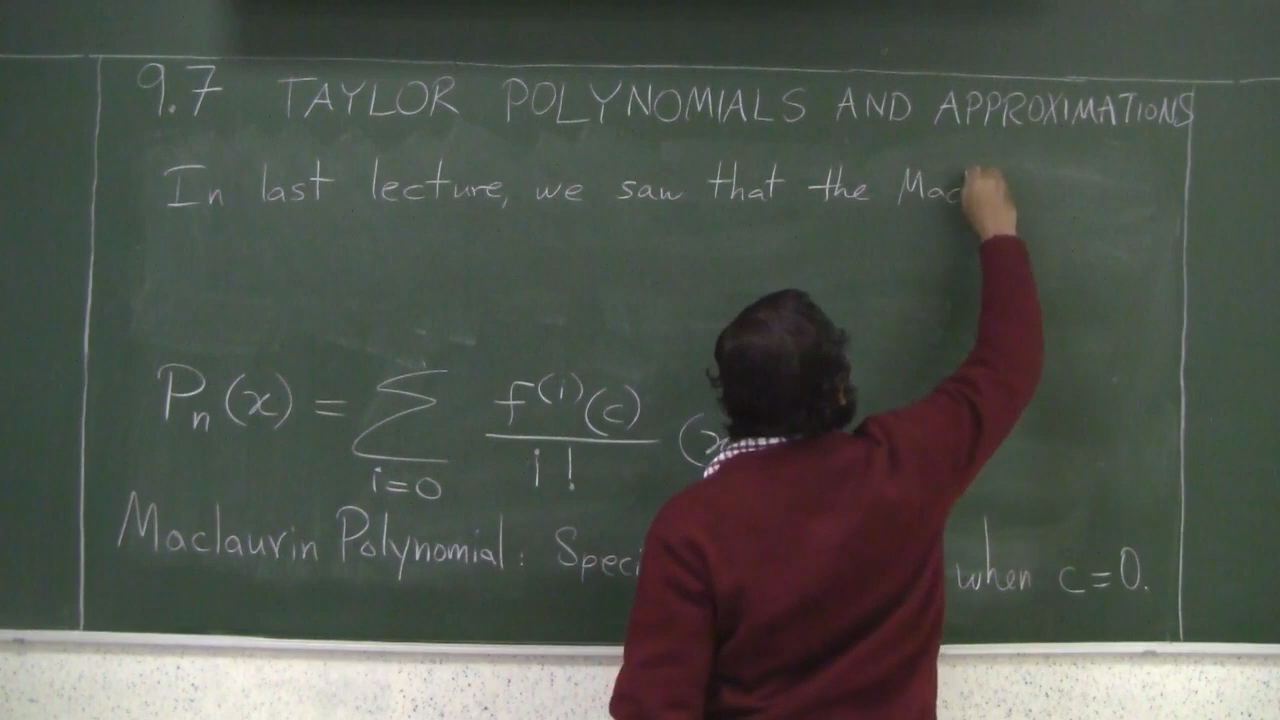 9.7 TAYLOR POLYNOMIALS AND APPROXIMATIONS
In last lecture, we saw that the Mac
Pn(x) = ∑ i=0 f^(i)(c) / i! (x
Maclaurin Polynomial: Speci when c=0.